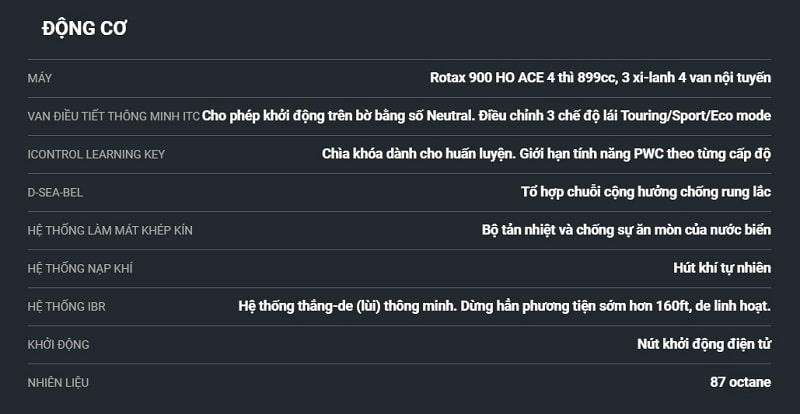 ĐỘNG CƠ
MÁY Rotax 900 HO ACE 4 thì 899cc, 3 xi-lanh 4 van nội tuyến
VAN ĐIỀU TIẾT THÔNG MINH ITC Cho phép khởi động trên bờ bằng số Neutral. Điều chỉnh 3 chế độ lái Touring/Sport/Eco mode
ICONTROL LEARNING KEY Chìa khóa dành cho huấn luyện. Giới hạn tính năng PWC theo từng cấp độ
D-SEA-BEL Tổ hợp chuỗi cộng hưởng chống rung lắc
HỆ THỐNG LÀM MÁT KHÉP KÍN Bộ tản nhiệt và chống sự ăn mòn của nước biển
HỆ THỐNG NẠP KHÍ Hút khí tự nhiên
HỆ THỐNG IBR Hệ thống thắng-de (lùi) thông minh. Dừng hẳn phương tiện sớm hơn 160ft, de linh hoạt.
KHỞI ĐỘNG Nút khởi động điện tử
NHIÊN LIỆU 87 octane